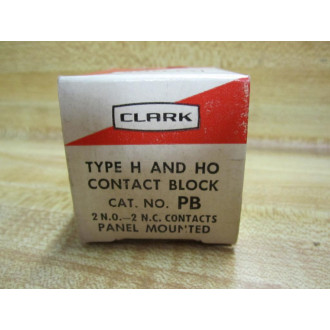 CLARK
TYPE H AND HO
CONTACT BLOCK
CAT. NO. PB
2 N.O.–2 N.C. CONTACTS
PANEL MOUNTED